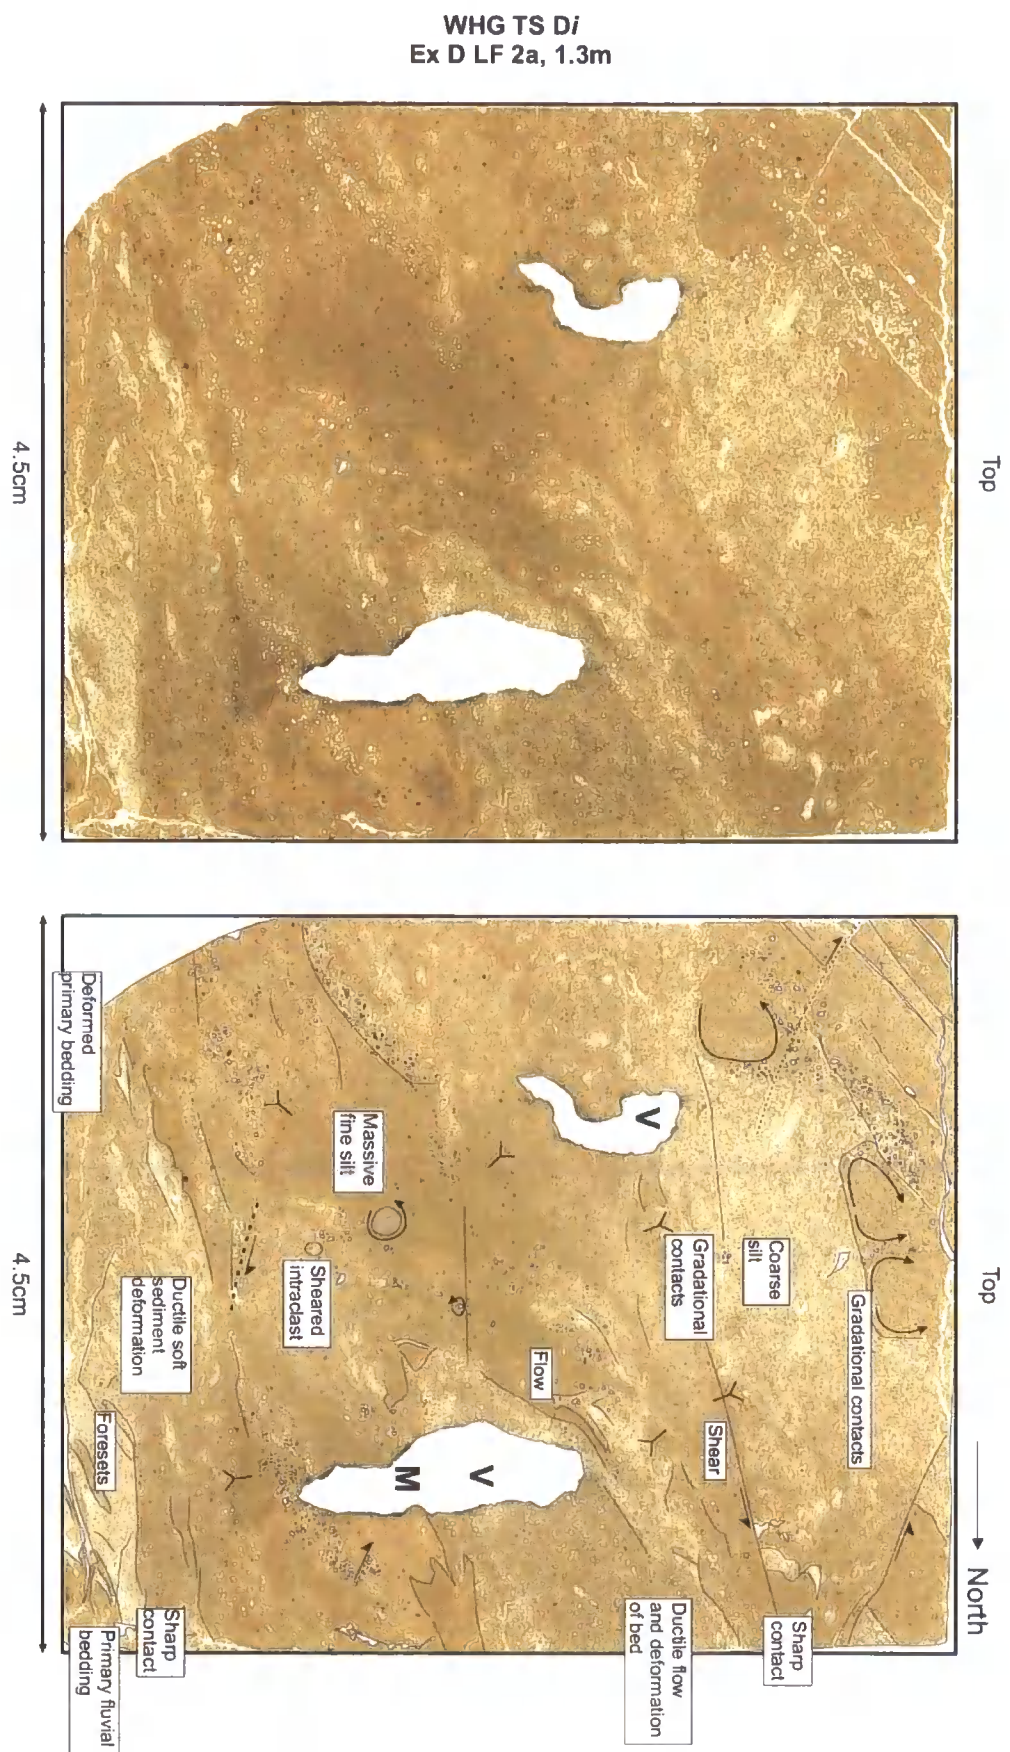 WHG TS Di
Ex D LF 2a, 1.3m
Top
4.5cm
Top
North
4.5cm
Gradational contacts
Coarse
silt
Sharp
contact
Gradational
contacts
Shear
Ductile flow
and deformation
of bed
V
Flow
V
M
Massive
fine silt
Sheared
intraclast
Ductile soft
sediment
deformation
Sharp
contact
Foresets
Deformed
primary bedding
Primary fluvial
bedding